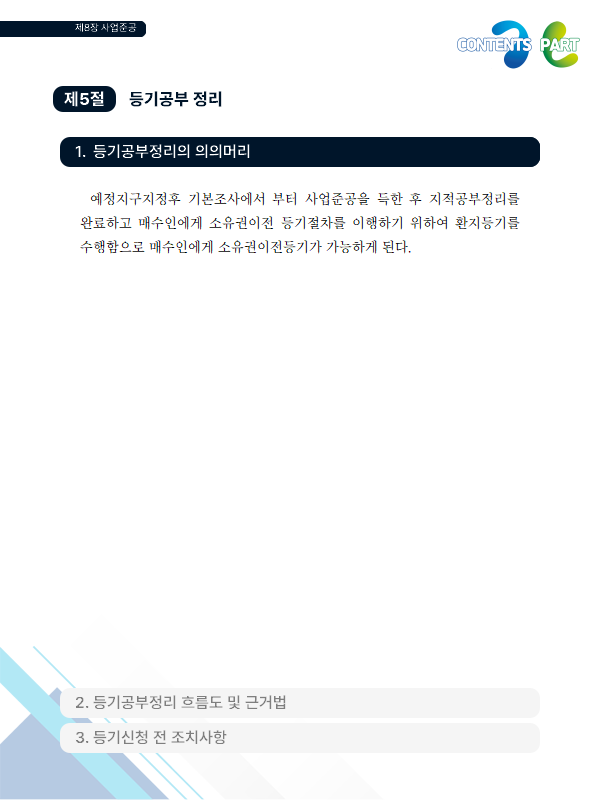 제8장 사업준공
CONTENTS PART
제5절 등기공부 정리
1. 등기공부정리의 의의머리
예정지구지정후 기본조사에서 부터 사업준공을 득한 후 지적공부정리를
완료하고 매수인에게 소유권이전 등기절차를 이행하기 위하여 환지등기를
수행함으로 매수인에게 소유권이전등기가 가능하게 된다.
2. 등기공부정리 흐름도 및 근거법
3. 등기신청 전 조치사항